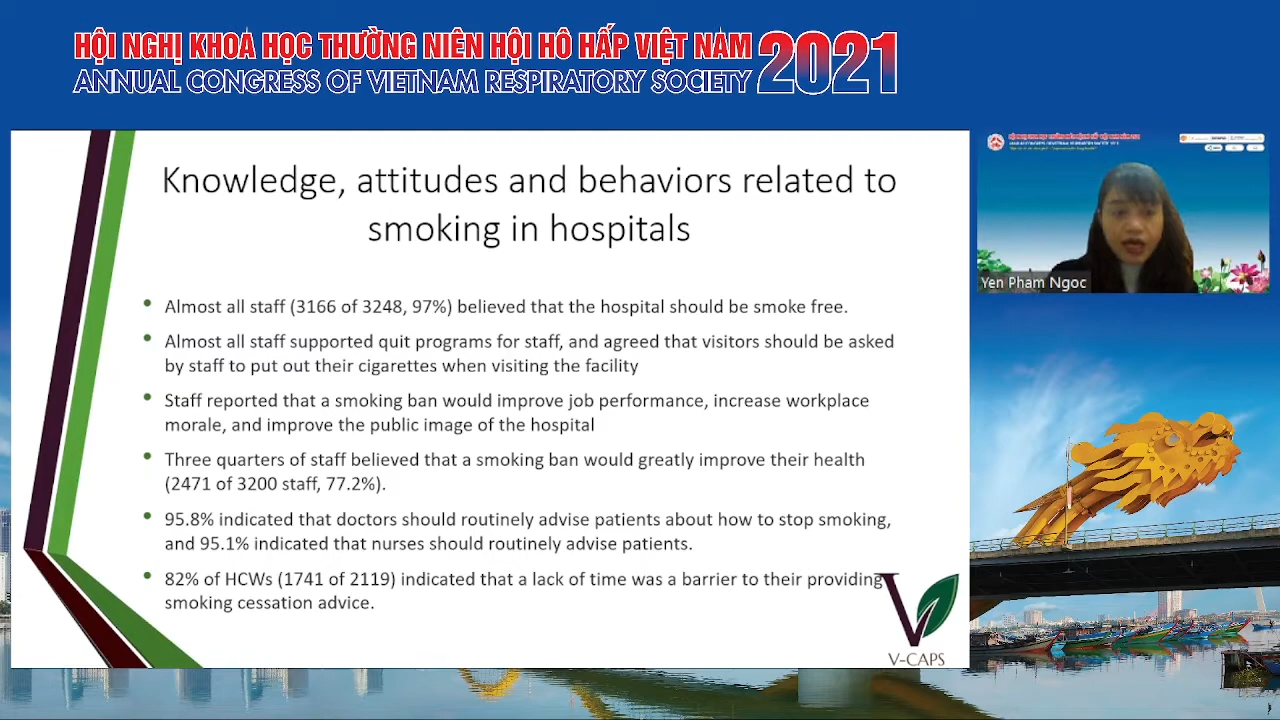 HỘI NGHỊ KHOA HỌC THƯỜNG NIÊN HỘI HÔ HẤP VIỆT NAM 2021
ANNUAL CONGRESS OF VIETNAM RESPIRATORY SOCIETY
Knowledge, attitudes and behaviors related to
smoking in hospitals
• Almost all staff (3166 of 3248, 97%) believed that the hospital should be smoke free.
• Almost all staff supported quit programs for staff, and agreed that visitors should be asked
by staff to put out their cigarettes when visiting the facility
• Staff reported that a smoking ban would improve job performance, increase workplace
morale, and improve the public image of the hospital
• Three quarters of staff believed that a smoking ban would greatly improve their health
(2471 of 3200 staff, 77.2%).
• 95.8% indicated that doctors should routinely advise patients about how to stop smoking,
and 95.1% indicated that nurses should routinely advise patients.
• 82% of HCWs (1741 of 2119) indicated that a lack of time was a barrier to their providing
smoking cessation advice.
V-CAPS
Yen Pham Ngoc